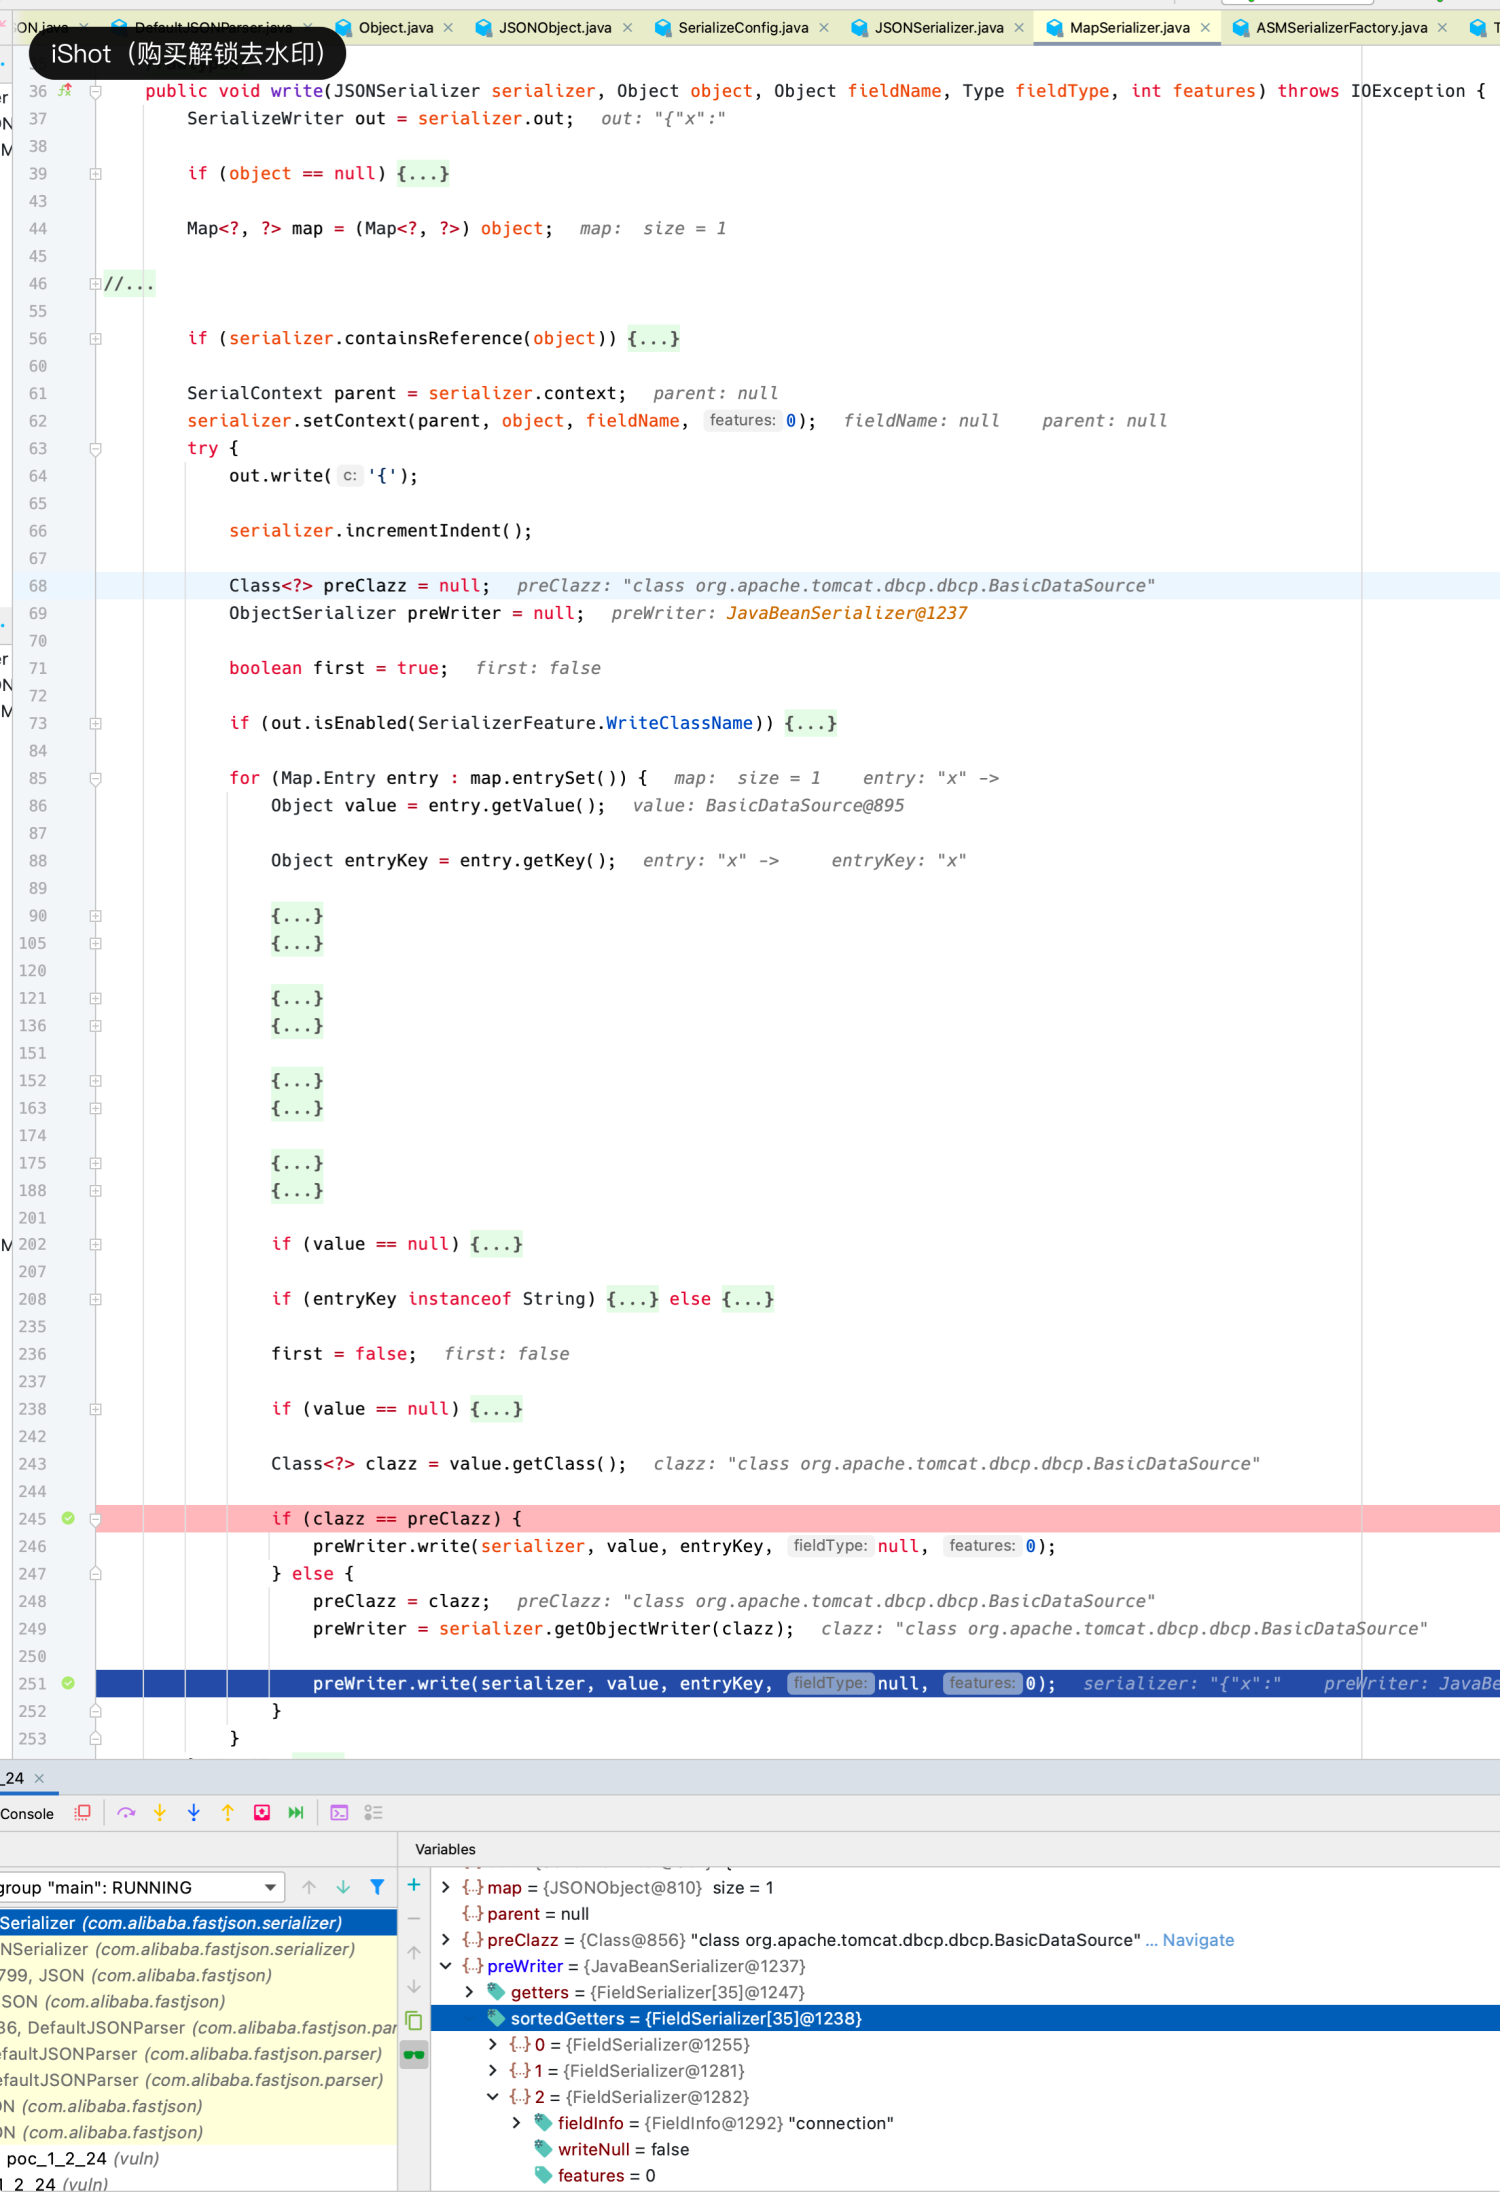 ON.java × DefaultJSONParser.java × Object.java × JSONObject.java × SerializeConfig.java × JSONSerializer.java × MapSerializer.java × ASMSerializerFactory.java × T
iShot（购买解锁去水印）
36 public void write(JSONSerializer serializer, Object object, Object fieldName, Type fieldType, int features) throws IOException {
37 SerializeWriter out = serializer.out; out: "{"x":"
38
39 if (object == null) {...}
43
44 Map<?, ?> map = (Map<?, ?>) object; map: size = 1
45
46 //...
55
56 if (serializer.containsReference(object)) {...}
60
61 SerialContext parent = serializer.context; parent: null
62 serializer.setContext(parent, object, fieldName, features: 0); fieldName: null parent: null
63 try {
64 out.write( c: '{');
65
66 serializer.incrementIndent();
67
68 Class<?> preClazz = null; preClazz: "class org.apache.tomcat.dbcp.dbcp.BasicDataSource"
69 ObjectSerializer preWriter = null; preWriter: JavaBeanSerializer@1237
70
71 boolean first = true; first: false
72
73 if (out.isEnabled(SerializerFeature.WriteClassName)) {...}
84
85 for (Map.Entry entry : map.entrySet()) { map: size = 1 entry: "x" ->
86 Object value = entry.getValue(); value: BasicDataSource@895
87
88 Object entryKey = entry.getKey(); entry: "x" -> entryKey: "x"
89
90 {...}
105 {...}
120
121 {...}
136 {...}
151
152 {...}
163 {...}
174
175 {...}
188 {...}
201
202 if (value == null) {...}
207
208 if (entryKey instanceof String) {...} else {...}
235
236 first = false; first: false
237
238 if (value == null) {...}
242
243 Class<?> clazz = value.getClass(); clazz: "class org.apache.tomcat.dbcp.dbcp.BasicDataSource"
244
245 if (clazz == preClazz) {
246 preWriter.write(serializer, value, entryKey, fieldType: null, features: 0);
247 } else {
248 preClazz = clazz; preClazz: "class org.apache.tomcat.dbcp.dbcp.BasicDataSource"
249 preWriter = serializer.getObjectWriter(clazz); clazz: "class org.apache.tomcat.dbcp.dbcp.BasicDataSource"
250
251 preWriter.write(serializer, value, entryKey, fieldType: null, features: 0); serializer: "{"x":" preWriter: JavaBe
252 }
253 }
_24 ×
Console
Variables
group "main": RUNNING
Serializer (com.alibaba.fastjson.serializer)
NSerializer (com.alibaba.fastjson.serializer)
799, JSON (com.alibaba.fastjson)
SON (com.alibaba.fastjson)
36, DefaultJSONParser (com.alibaba.fastjson.par
efaultJSONParser (com.alibaba.fastjson.parser)
efaultJSONParser (com.alibaba.fastjson.parser)
ON (com.alibaba.fastjson)
ON (com.alibaba.fastjson)
poc_1_2_24 (vuln)
1_2_24 (vuln)
map = {JSONObject@810} size = 1
parent = null
preClazz = {Class@856} "class org.apache.tomcat.dbcp.dbcp.BasicDataSource" ... Navigate
preWriter = {JavaBeanSerializer@1237}
getters = {FieldSerializer[35]@1247}
sortedGetters = {FieldSerializer[35]@1238}
0 = {FieldSerializer@1255}
1 = {FieldSerializer@1281}
2 = {FieldSerializer@1282}
fieldInfo = {FieldInfo@1292} "connection"
writeNull = false
features = 0